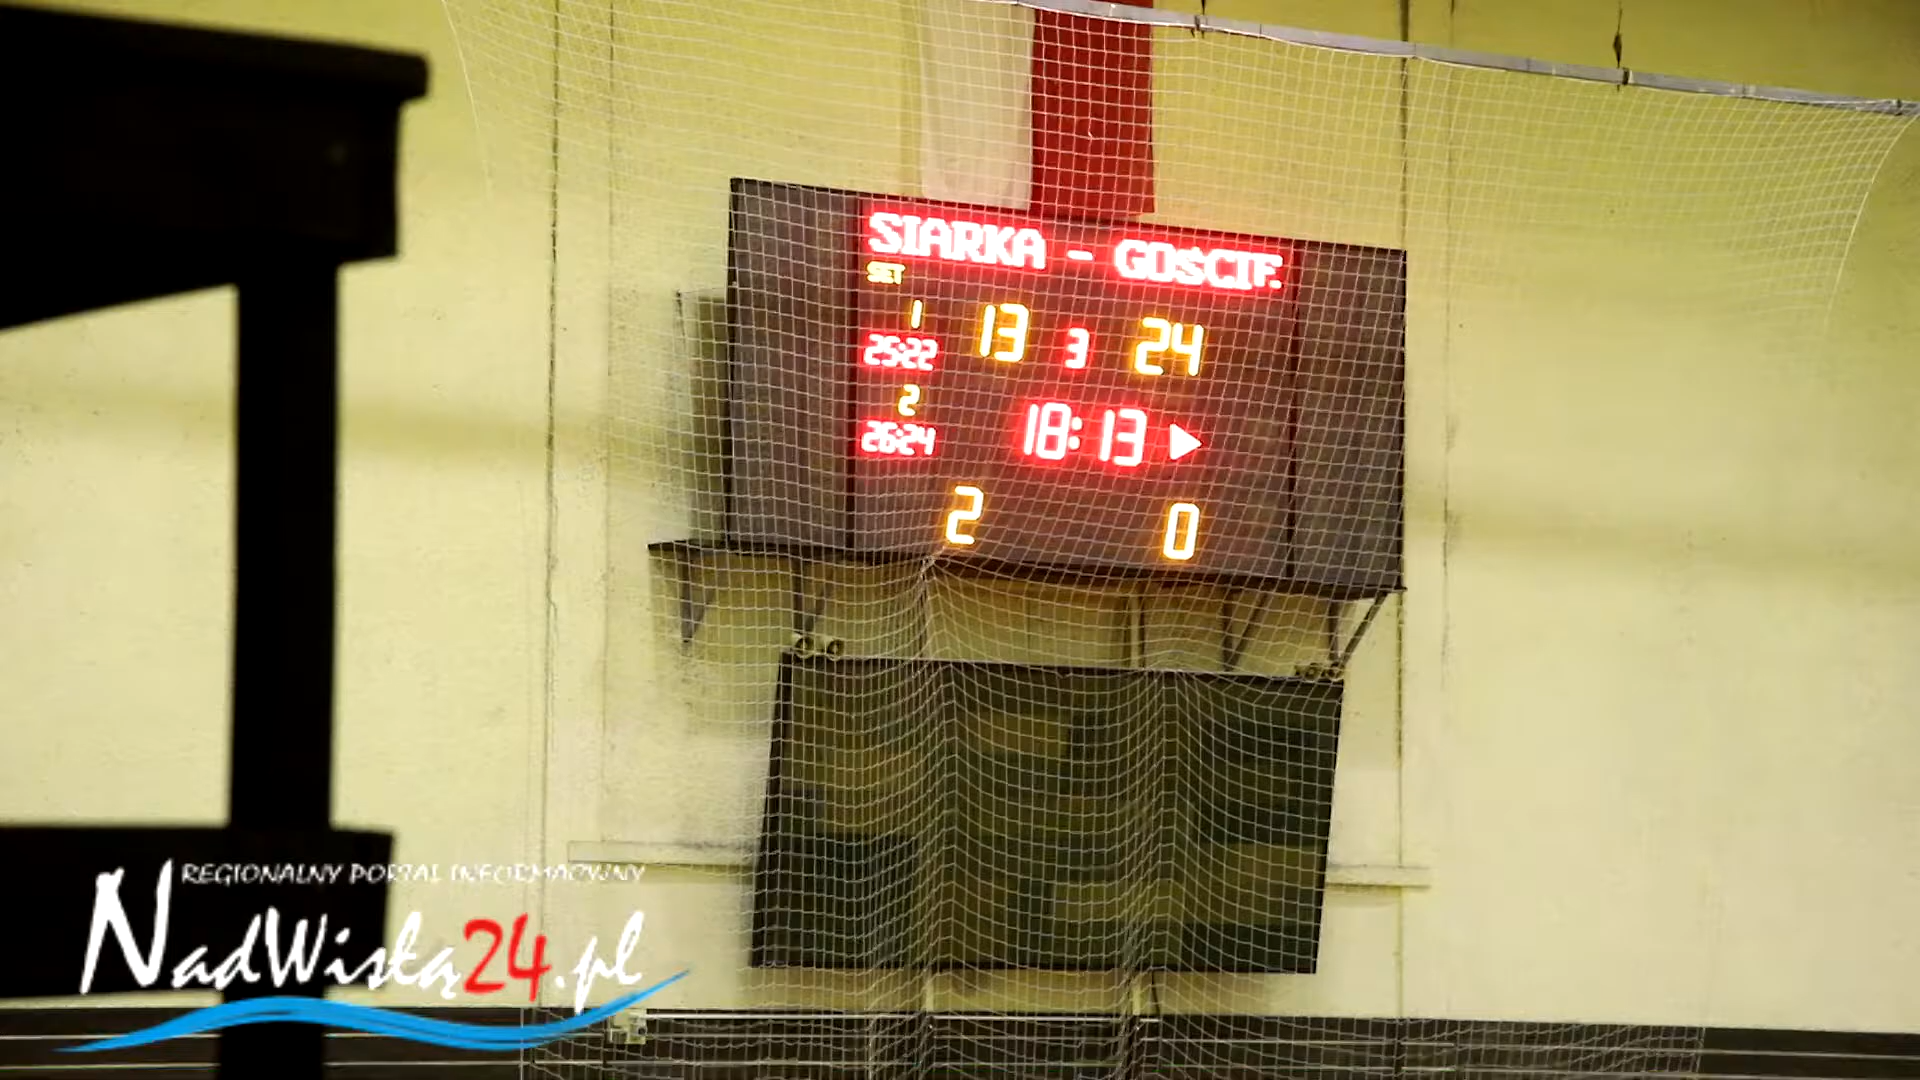 SIARKA - GOŚCIE
SET
1 13 3 24
25:22
2
26:24 18:13
2 0
REGIONALNY PORTAL INFORMACYJNY
NadWisłą24.pl